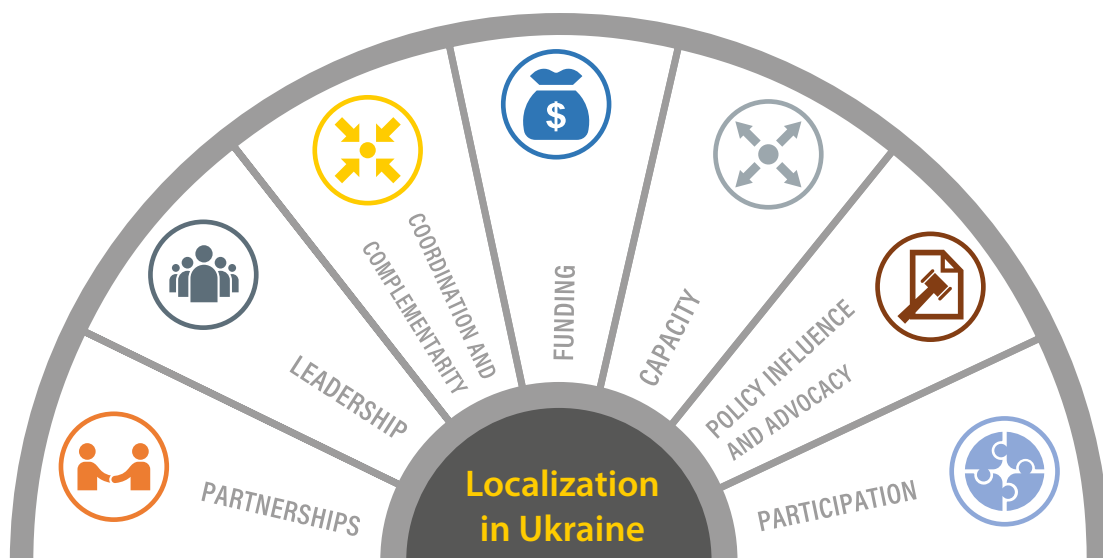 PARTNERSHIPS
LEADERSHIP
COORDINATION AND
COMPLEMENTARITY
$
FUNDING
CAPACITY
POLICY INFLUENCE
AND ADVOCACY
PARTICIPATION
Localization
in Ukraine